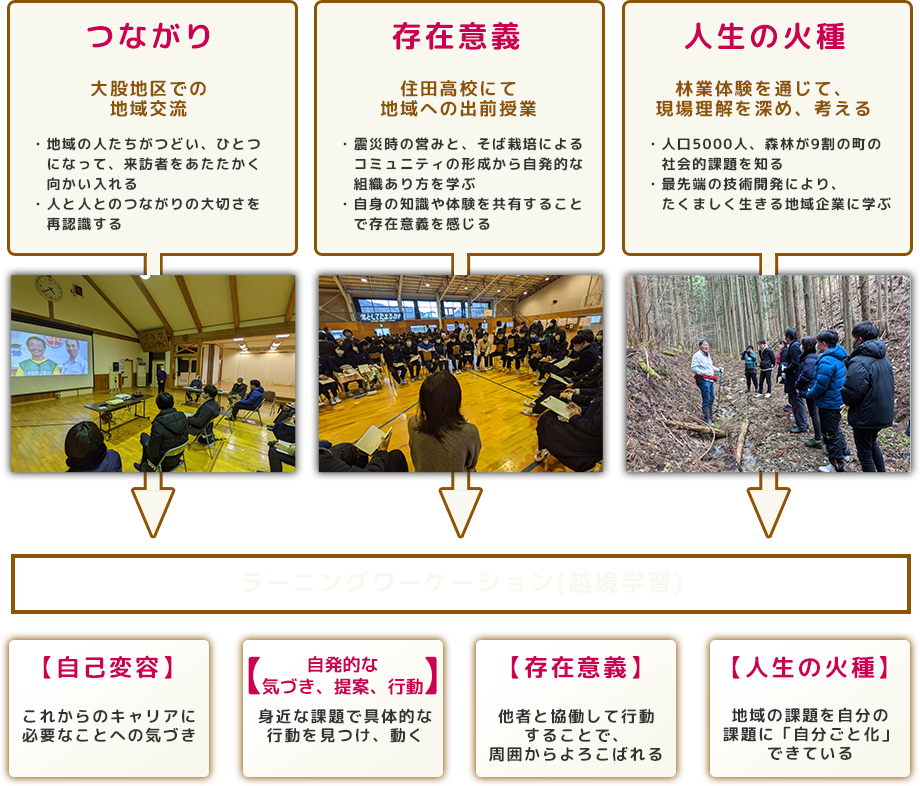 つながり
大股地区での
地域交流
・地域の人たちがつどい、ひとつ
になって、来訪者をあたたかく
向かい入れる
・人と人とのつながりの大切さを
再認識する
存在意義
住田高校にて
地域への出前授業
・震災時の営みと、そば栽培による
コミュニティの形成から自発的な
組織あり方を学ぶ
・自身の知識や体験を共有すること
で存在意義を感じる
人生の火種
林業体験を通じて、
現場理解を深め、考える
・人口5000人、森林が9割の町の
社会的課題を知る
・最先端の技術開発により、
たくましく生きる地域企業に学ぶ
ラーニングワーケーション(越境学習)
【自己変容】
これからのキャリアに
必要なことへの気づき
【自発的な
気づき、提案、行動】
身近な課題で具体的な
行動を見つけ、動く
【存在意義】
他者と協働して行動
することで、
周囲からよろこばれる
【人生の火種】
地域の課題を自分の
課題に「自分ごと化」
できている